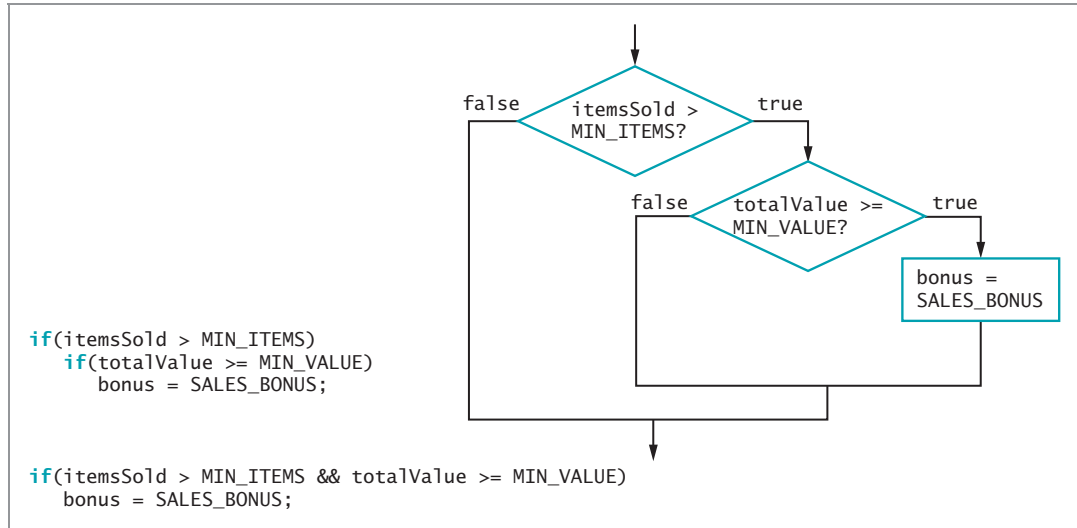 false
true
itemsSold >
MIN_ITEMS?
false
true
totalValue >=
MIN_VALUE?
bonus =
SALES_BONUS
if(itemsSold > MIN_ITEMS)
if(totalValue >= MIN_VALUE)
bonus = SALES_BONUS;
if(itemsSold > MIN_ITEMS && totalValue >= MIN_VALUE)
bonus = SALES_BONUS;